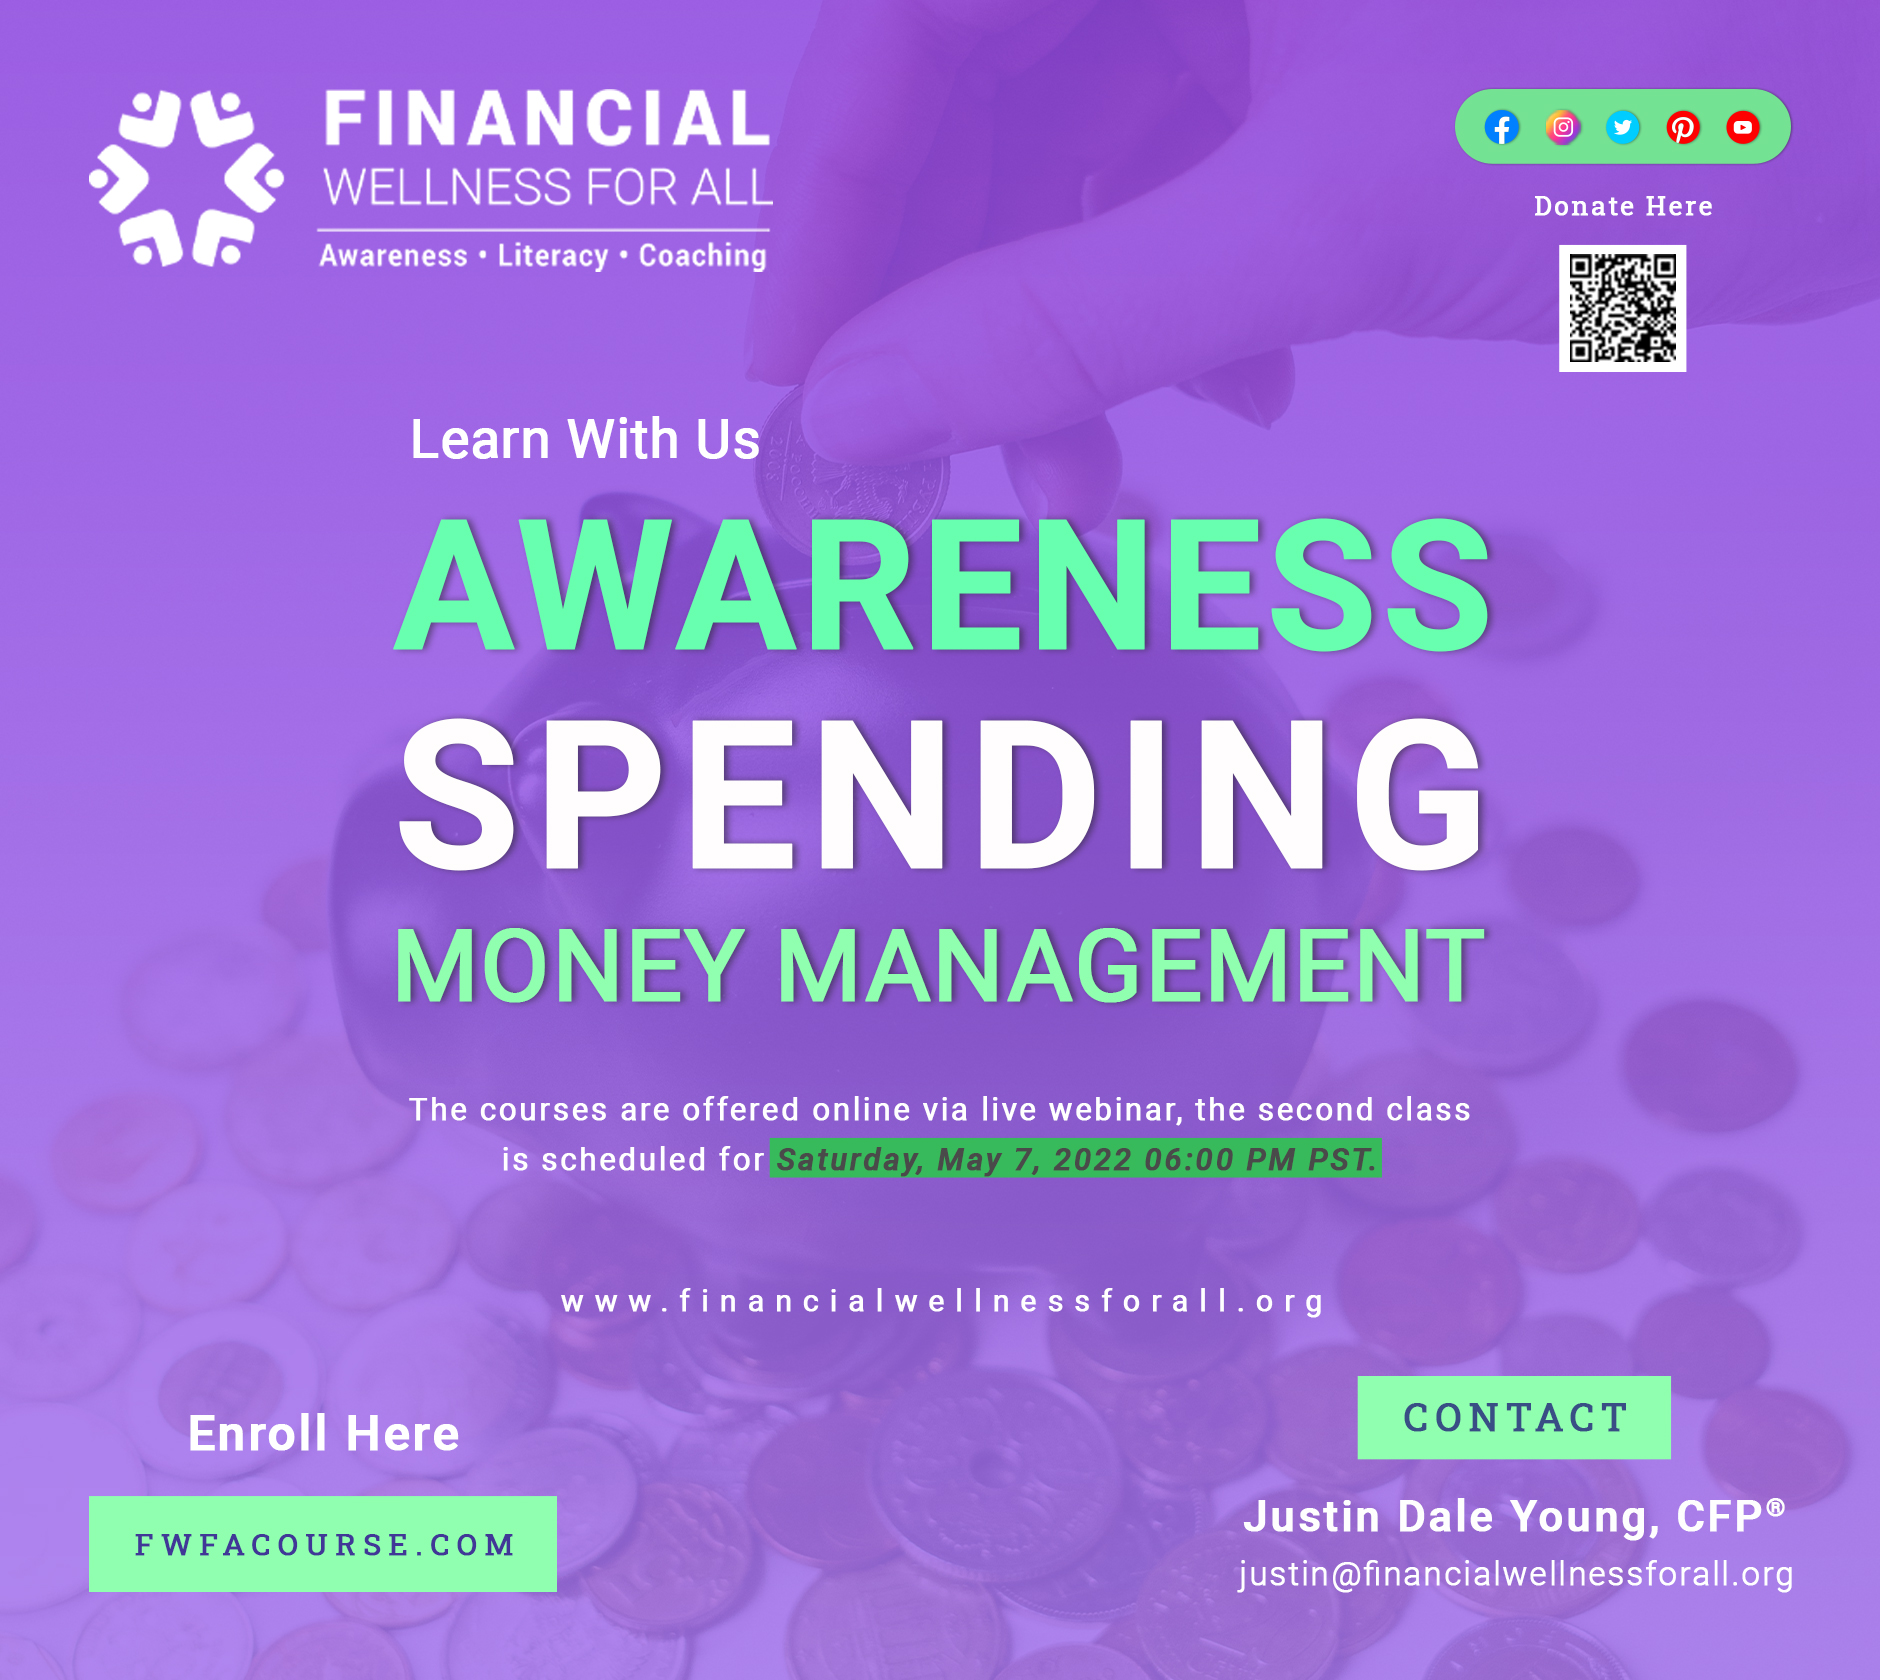 FINANCIAL
WELLNESS FOR ALL
Awareness • Literacy • Coaching
Donate Here
Learn With Us
AWARENESS
SPENDING
MONEY MANAGEMENT
The courses are offered online via live webinar, the second class
is scheduled for Saturday, May 7, 2022 06:00 PM PST.
www.financialwellnessforall.org
Enroll Here
FWFACOURSE.COM
CONTACT
Justin Dale Young, CFP®
justin@financialwellnessforall.org